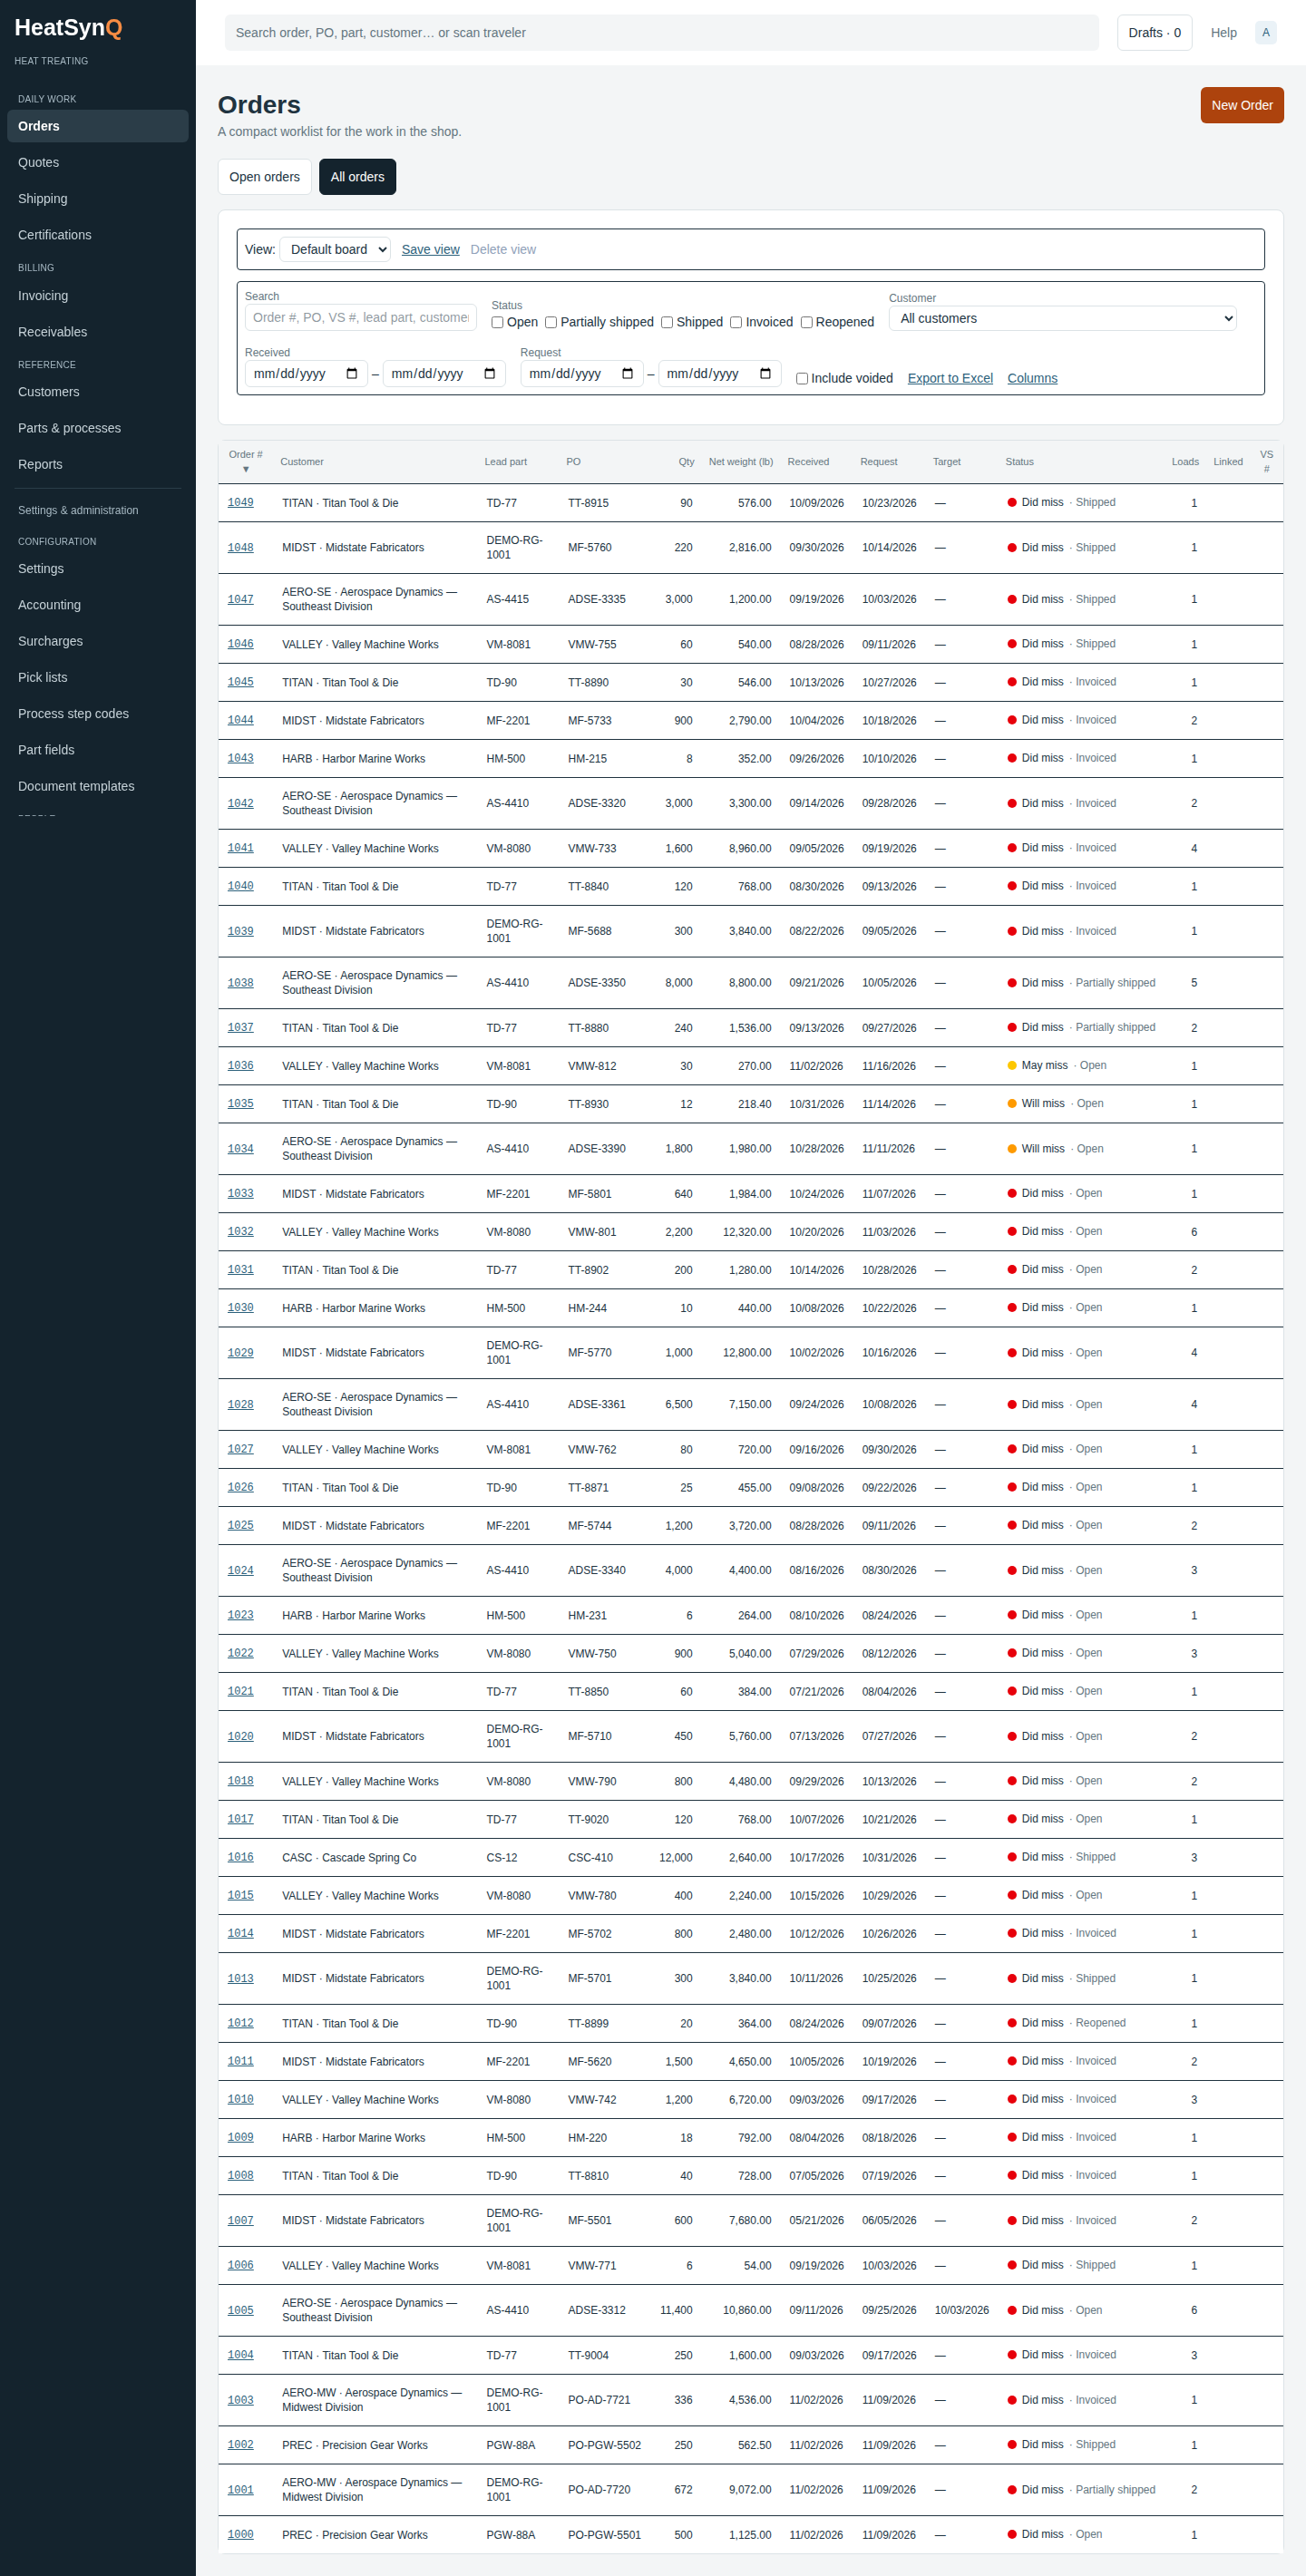 HeatSynQ
HEAT TREATING
DAILY WORK
Orders
Quotes
Shipping
Certifications
BILLING
Invoicing
Receivables
REFERENCE
Customers
Parts & processes
Reports
Settings & administration
CONFIGURATION
Settings
Accounting
Surcharges
Pick lists
Process step codes
Part fields
Document templates
Search order, PO, part, customer… or scan traveler
Drafts · 0
Help
A
Orders
New Order
A compact worklist for the work in the shop.
Open orders All orders
View: Default board Save view Delete view
Search
Order #, PO, VS #, lead part, custome
Status
Open Partially shipped Shipped Invoiced Reopened
Customer
All customers
Received
mm/dd/yyyy – mm/dd/yyyy
Request
mm/dd/yyyy – mm/dd/yyyy
Include voided Export to Excel Columns
Order # ▼ Customer Lead part PO Qty Net weight (lb) Received Request Target Status Loads Linked VS #
1049 TITAN · Titan Tool & Die TD-77 TT-8915 90 576.00 10/09/2026 10/23/2026 — Did miss · Shipped 1
1048 MIDST · Midstate Fabricators DEMO-RG-1001 MF-5760 220 2,816.00 09/30/2026 10/14/2026 — Did miss · Shipped 1
1047 AERO-SE · Aerospace Dynamics — Southeast Division AS-4415 ADSE-3335 3,000 1,200.00 09/19/2026 10/03/2026 — Did miss · Shipped 1
1046 VALLEY · Valley Machine Works VM-8081 VMW-755 60 540.00 08/28/2026 09/11/2026 — Did miss · Shipped 1
1045 TITAN · Titan Tool & Die TD-90 TT-8890 30 546.00 10/13/2026 10/27/2026 — Did miss · Invoiced 1
1044 MIDST · Midstate Fabricators MF-2201 MF-5733 900 2,790.00 10/04/2026 10/18/2026 — Did miss · Invoiced 2
1043 HARB · Harbor Marine Works HM-500 HM-215 8 352.00 09/26/2026 10/10/2026 — Did miss · Invoiced 1
1042 AERO-SE · Aerospace Dynamics — Southeast Division AS-4410 ADSE-3320 3,000 3,300.00 09/14/2026 09/28/2026 — Did miss · Invoiced 2
1041 VALLEY · Valley Machine Works VM-8080 VMW-733 1,600 8,960.00 09/05/2026 09/19/2026 — Did miss · Invoiced 4
1040 TITAN · Titan Tool & Die TD-77 TT-8840 120 768.00 08/30/2026 09/13/2026 — Did miss · Invoiced 1
1039 MIDST · Midstate Fabricators DEMO-RG-1001 MF-5688 300 3,840.00 08/22/2026 09/05/2026 — Did miss · Invoiced 1
1038 AERO-SE · Aerospace Dynamics — Southeast Division AS-4410 ADSE-3350 8,000 8,800.00 09/21/2026 10/05/2026 — Did miss · Partially shipped 5
1037 TITAN · Titan Tool & Die TD-77 TT-8880 240 1,536.00 09/13/2026 09/27/2026 — Did miss · Partially shipped 2
1036 VALLEY · Valley Machine Works VM-8081 VMW-812 30 270.00 11/02/2026 11/16/2026 — May miss · Open 1
1035 TITAN · Titan Tool & Die TD-90 TT-8930 12 218.40 10/31/2026 11/14/2026 — Will miss · Open 1
1034 AERO-SE · Aerospace Dynamics — Southeast Division AS-4410 ADSE-3390 1,800 1,980.00 10/28/2026 11/11/2026 — Will miss · Open 1
1033 MIDST · Midstate Fabricators MF-2201 MF-5801 640 1,984.00 10/24/2026 11/07/2026 — Did miss · Open 1
1032 VALLEY · Valley Machine Works VM-8080 VMW-801 2,200 12,320.00 10/20/2026 11/03/2026 — Did miss · Open 6
1031 TITAN · Titan Tool & Die TD-77 TT-8902 200 1,280.00 10/14/2026 10/28/2026 — Did miss · Open 2
1030 HARB · Harbor Marine Works HM-500 HM-244 10 440.00 10/08/2026 10/22/2026 — Did miss · Open 1
1029 MIDST · Midstate Fabricators DEMO-RG-1001 MF-5770 1,000 12,800.00 10/02/2026 10/16/2026 — Did miss · Open 4
1028 AERO-SE · Aerospace Dynamics — Southeast Division AS-4410 ADSE-3361 6,500 7,150.00 09/24/2026 10/08/2026 — Did miss · Open 4
1027 VALLEY · Valley Machine Works VM-8081 VMW-762 80 720.00 09/16/2026 09/30/2026 — Did miss · Open 1
1026 TITAN · Titan Tool & Die TD-90 TT-8871 25 455.00 09/08/2026 09/22/2026 — Did miss · Open 1
1025 MIDST · Midstate Fabricators MF-2201 MF-5744 1,200 3,720.00 08/28/2026 09/11/2026 — Did miss · Open 2
1024 AERO-SE · Aerospace Dynamics — Southeast Division AS-4410 ADSE-3340 4,000 4,400.00 08/16/2026 08/30/2026 — Did miss · Open 3
1023 HARB · Harbor Marine Works HM-500 HM-231 6 264.00 08/10/2026 08/24/2026 — Did miss · Open 1
1022 VALLEY · Valley Machine Works VM-8080 VMW-750 900 5,040.00 07/29/2026 08/12/2026 — Did miss · Open 3
1021 TITAN · Titan Tool & Die TD-77 TT-8850 60 384.00 07/21/2026 08/04/2026 — Did miss · Open 1
1020 MIDST · Midstate Fabricators DEMO-RG-1001 MF-5710 450 5,760.00 07/13/2026 07/27/2026 — Did miss · Open 2
1018 VALLEY · Valley Machine Works VM-8080 VMW-790 800 4,480.00 09/29/2026 10/13/2026 — Did miss · Open 2
1017 TITAN · Titan Tool & Die TD-77 TT-9020 120 768.00 10/07/2026 10/21/2026 — Did miss · Open 1
1016 CASC · Cascade Spring Co CS-12 CSC-410 12,000 2,640.00 10/17/2026 10/31/2026 — Did miss · Shipped 3
1015 VALLEY · Valley Machine Works VM-8080 VMW-780 400 2,240.00 10/15/2026 10/29/2026 — Did miss · Open 1
1014 MIDST · Midstate Fabricators MF-2201 MF-5702 800 2,480.00 10/12/2026 10/26/2026 — Did miss · Invoiced 1
1013 MIDST · Midstate Fabricators DEMO-RG-1001 MF-5701 300 3,840.00 10/11/2026 10/25/2026 — Did miss · Shipped 1
1012 TITAN · Titan Tool & Die TD-90 TT-8899 20 364.00 08/24/2026 09/07/2026 — Did miss · Reopened 1
1011 MIDST · Midstate Fabricators MF-2201 MF-5620 1,500 4,650.00 10/05/2026 10/19/2026 — Did miss · Invoiced 2
1010 VALLEY · Valley Machine Works VM-8080 VMW-742 1,200 6,720.00 09/03/2026 09/17/2026 — Did miss · Invoiced 3
1009 HARB · Harbor Marine Works HM-500 HM-220 18 792.00 08/04/2026 08/18/2026 — Did miss · Invoiced 1
1008 TITAN · Titan Tool & Die TD-90 TT-8810 40 728.00 07/05/2026 07/19/2026 — Did miss · Invoiced 1
1007 MIDST · Midstate Fabricators DEMO-RG-1001 MF-5501 600 7,680.00 05/21/2026 06/05/2026 — Did miss · Invoiced 2
1006 VALLEY · Valley Machine Works VM-8081 VMW-771 6 54.00 09/19/2026 10/03/2026 — Did miss · Shipped 1
1005 AERO-SE · Aerospace Dynamics — Southeast Division AS-4410 ADSE-3312 11,400 10,860.00 09/11/2026 09/25/2026 10/03/2026 Did miss · Open 6
1004 TITAN · Titan Tool & Die TD-77 TT-9004 250 1,600.00 09/03/2026 09/17/2026 — Did miss · Invoiced 3
1003 AERO-MW · Aerospace Dynamics — Midwest Division DEMO-RG-1001 PO-AD-7721 336 4,536.00 11/02/2026 11/09/2026 — Did miss · Invoiced 1
1002 PREC · Precision Gear Works PGW-88A PO-PGW-5502 250 562.50 11/02/2026 11/09/2026 — Did miss · Shipped 1
1001 AERO-MW · Aerospace Dynamics — Midwest Division DEMO-RG-1001 PO-AD-7720 672 9,072.00 11/02/2026 11/09/2026 — Did miss · Partially shipped 2
1000 PREC · Precision Gear Works PGW-88A PO-PGW-5501 500 1,125.00 11/02/2026 11/09/2026 — Did miss · Open 1